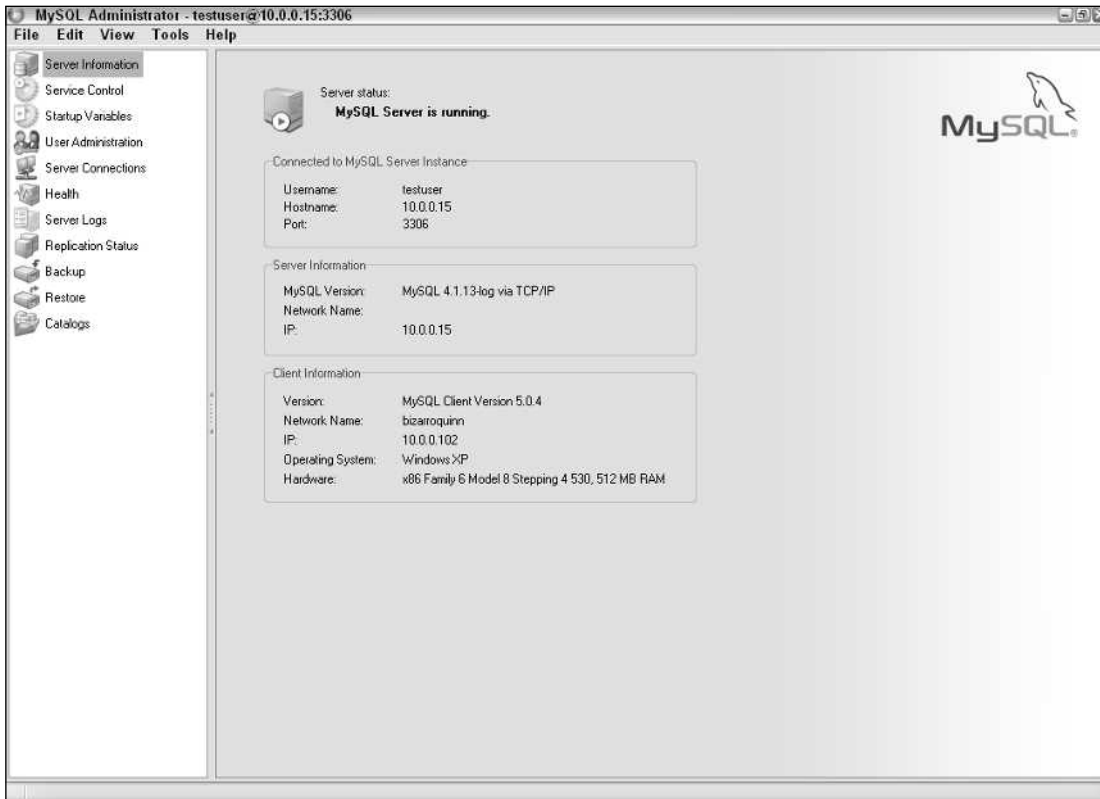 MySQL Administrator - testuser@10.0.0.15:3306
File Edit View Tools Help
Server Information
Service Control
Startup Variables
User Administration
Server Connections
Health
Server Logs
Replication Status
Backup
Restore
Catalogs
Server status:
MySQL Server is running.
MySQL®
Connected to MySQL Server Instance
Username: testuser
Hostname: 10.0.0.15
Port: 3306
Server Information
MySQL Version: MySQL 4.1.13-log via TCP/IP
Network Name:
IP: 10.0.0.15
Client Information
Version: MySQL Client Version 5.0.4
Network Name: bizarroquinn
IP: 10.0.0.102
Operating System: Windows XP
Hardware: x86 Family 6 Model 8 Stepping 4 530, 512 MB RAM